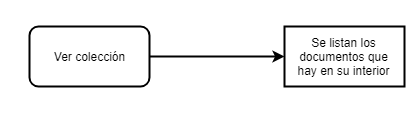 Ver colección
Se listan los
documentos que
hay en su interior